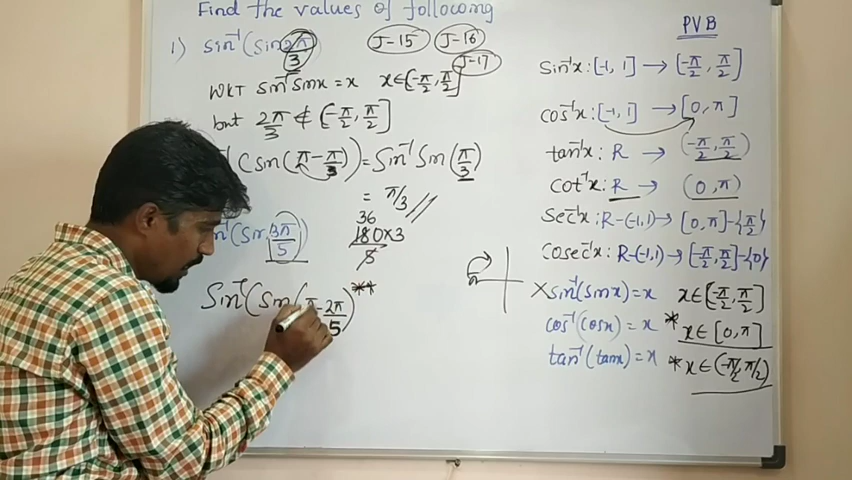 Find the values of following
1) sin⁻¹(sin 2π/3) J-15 J-16
J-17
WKT sin⁻¹ sinx = x x∈[-π/2, π/2]
but 2π/3 ∉ [-π/2, π/2]
(sin(π-π/3)) = sin⁻¹ sin(π/3)
= π/3 //
36
180×3
5
(sin 3π/5)
sin⁻¹(sin(π-2π/5) **
PVB
sin⁻¹x : [-1, 1] → [-π/2, π/2]
cos⁻¹x : [-1, 1] → [0, π]
tan⁻¹x : R → (-π/2, π/2)
cot⁻¹x : R → (0, π)
sec⁻¹x : R-(-1,1) → [0, π]-{π/2}
cosec⁻¹x : R-(-1,1) → [-π/2, π/2]-{0}
×sin⁻¹(sinx) = x x∈[-π/2, π/2]
cos⁻¹(cosx) = x * x∈[0, π]
tan⁻¹(tanx) = x * x∈(-π/2, π/2)